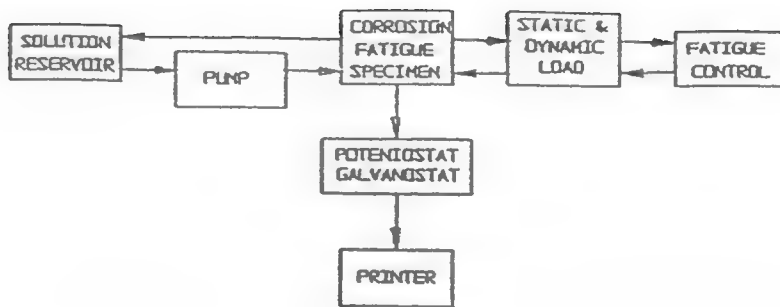 SOLUTION
RESERVOIR
PUMP
CORROSION
FATIGUE
SPECIMEN
STATIC &
DYNAMIC
LOAD
FATIGUE
CONTROL
POTENIOSTAT
GALVANOSTAT
PRINTER